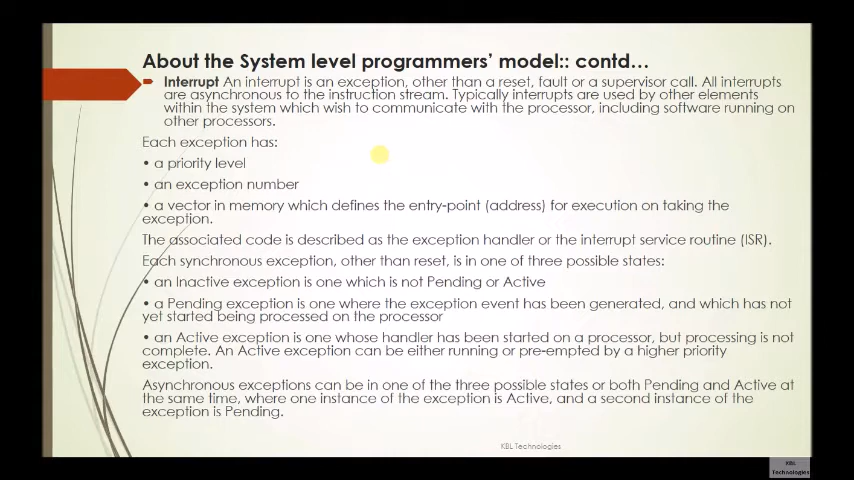 About the System level programmers' model:: contd…
Interrupt An interrupt is an exception, other than a reset, fault or a supervisor call. All interrupts
are asynchronous to the instruction stream. Typically interrupts are used by other elements
within the system which wish to communicate with the processor, including software running on
other processors.
Each exception has:
• a priority level
• an exception number
• a vector in memory which defines the entry-point (address) for execution on taking the
exception.
The associated code is described as the exception handler or the interrupt service routine (ISR).
Each synchronous exception, other than reset, is in one of three possible states:
• an Inactive exception is one which is not Pending or Active
• a Pending exception is one where the exception event has been generated, and which has not
yet started being processed on the processor
• an Active exception is one whose handler has been started on a processor, but processing is not
complete. An Active exception can be either running or pre-empted by a higher priority
exception.
Asynchronous exceptions can be in one of the three possible states or both Pending and Active at
the same time, where one instance of the exception is Active, and a second instance of the
exception is Pending.
KBL Technologies
KBL
Technologies